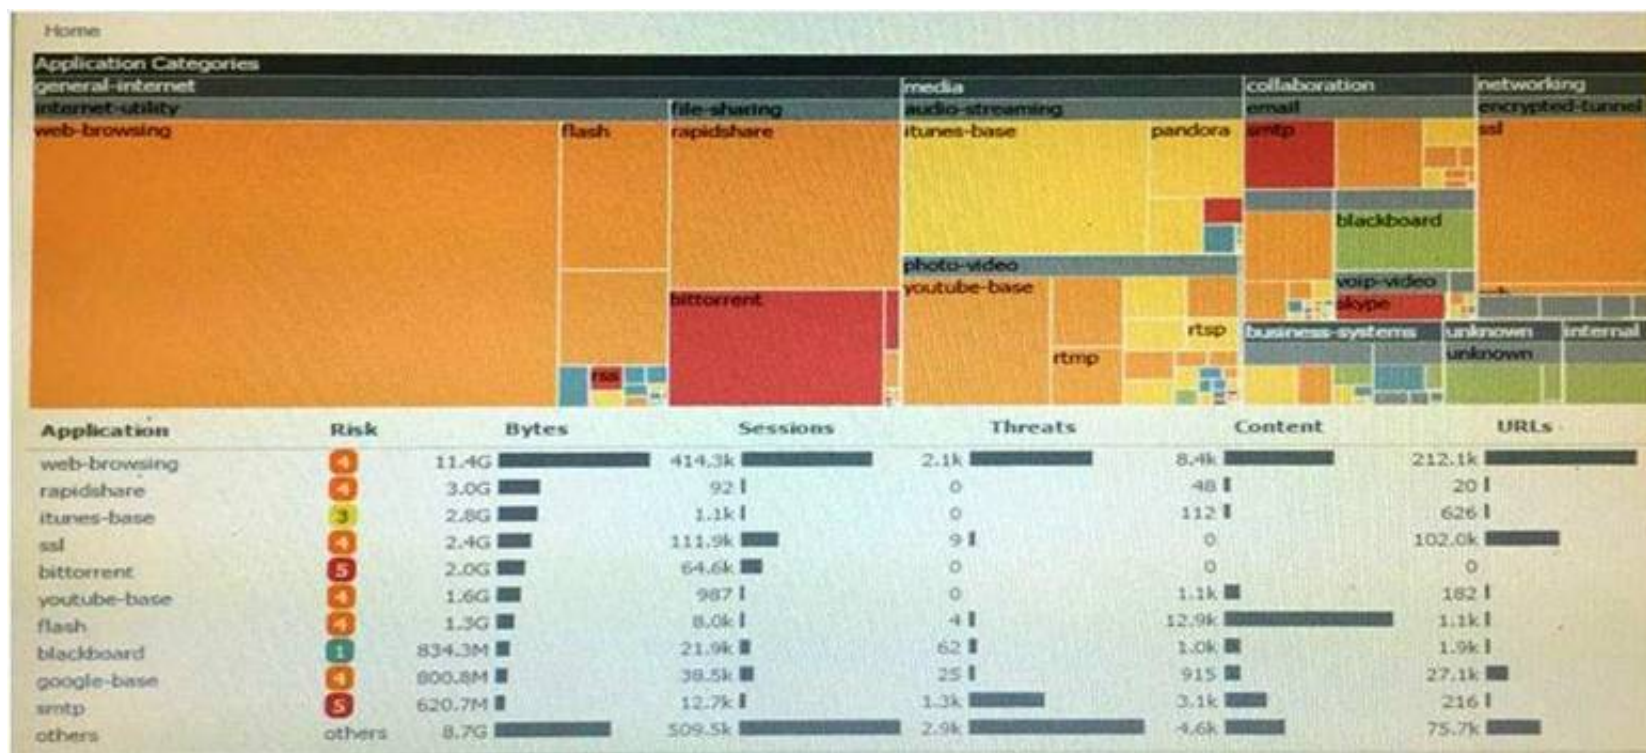 Home
Application Categories
general-internet media collaboration networking
internet-utility file-sharing audio-streaming email encrypted-tunnel
web-browsing flash rapidshare itunes-base pandora smtp ssl
blackboard
photo-video
voip-video
youtube-base
bittorrent skype
rtsp business-systems unknown internal
unknown
rtmp
rss
Application Risk Bytes Sessions Threats Content URLs
web-browsing 4 11.4G 414.3k 2.1k 8.4k 212.1k
rapidshare 4 3.0G 92 0 48 20
itunes-base 3 2.8G 1.1k 0 112 626
ssl 4 2.4G 111.9k 9 0 102.0k
bittorrent 5 2.0G 64.6k 0 0 0
youtube-base 4 1.6G 987 0 1.1k 182
flash 4 1.3G 8.0k 4 12.9k 1.1k
blackboard 1 834.3M 21.9k 62 1.0k 1.9k
google-base 4 800.8M 38.5k 25 915 27.1k
smtp 5 620.7M 12.7k 1.3k 3.1k 216
others others 8.7G 509.5k 2.9k 4.6k 75.7k